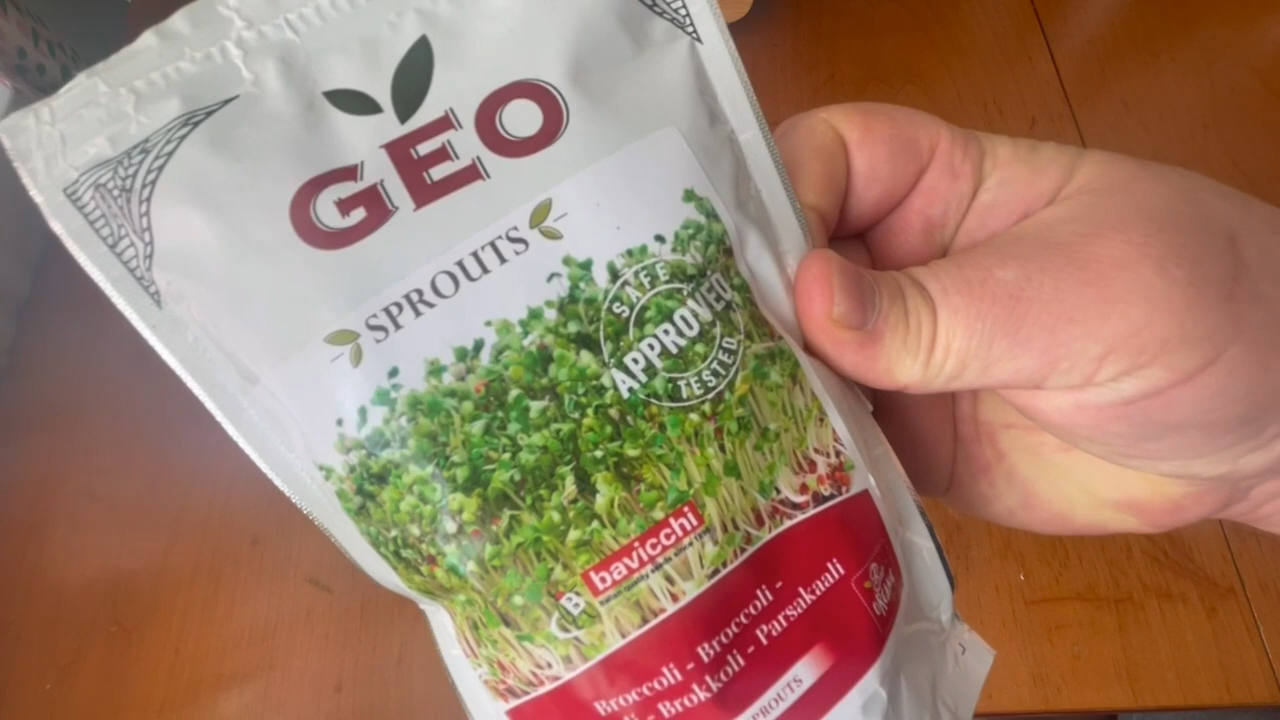 GEO
SPROUTS
SAFE
APPROVED
TESTED
bavicchi
B
Broccoli - Broccoli -
- Brokkoli - Parsakaali
SPROUTS